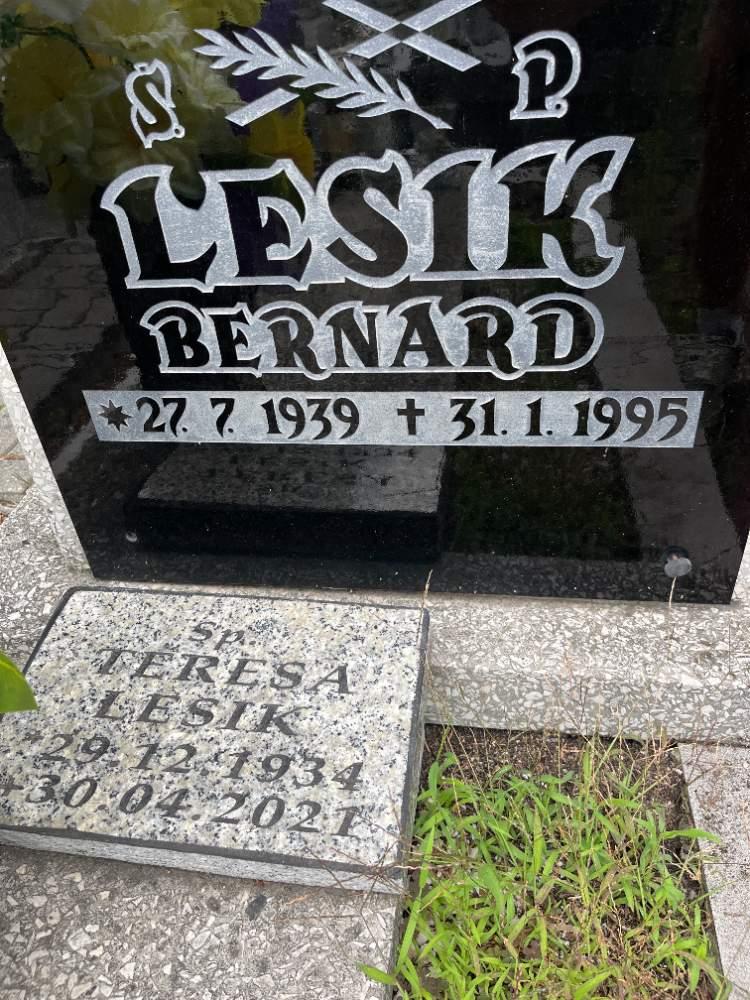 Ś. P.
LESIK
BERNARD
*27. 7. 1939 ✝ 31. 1. 1995
Sp.
TERESA
LESIK
*29.12.1934
+30.04.2021